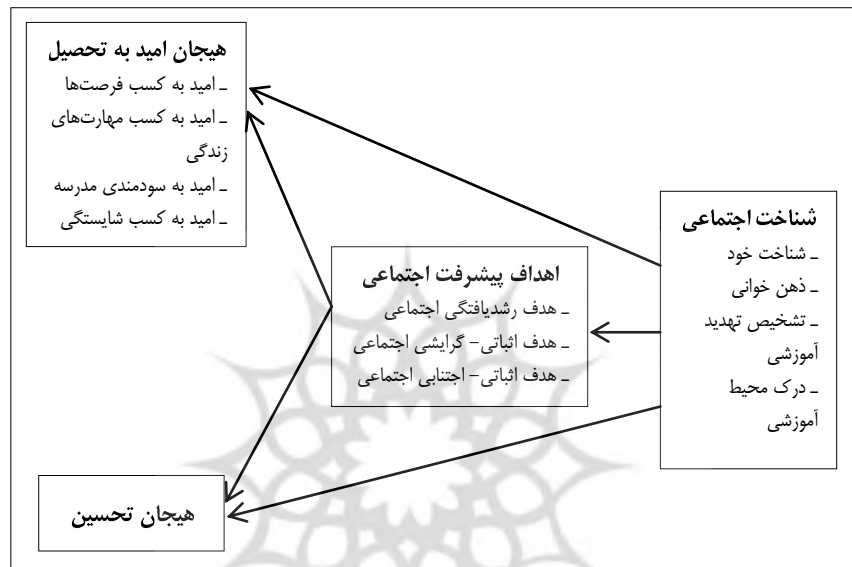 شناخت اجتماعی
ـ شناخت خود
ـ ذهن خوانی
ـ تشخیص تهدید
آموزشی
ـ درک محیط
آموزشی
اهداف پیشرفت اجتماعی
ـ هدف رشدیافتگی اجتماعی
ـ هدف اثباتی- گرایشی اجتماعی
ـ هدف اثباتی- اجتنابی اجتماعی
هیجان امید به تحصیل
ـ امید به کسب فرصت‌ها
ـ امید به کسب مهارت‌های
زندگی
ـ امید به سودمندی مدرسه
ـ امید به کسب شایستگی
هیجان تحسین